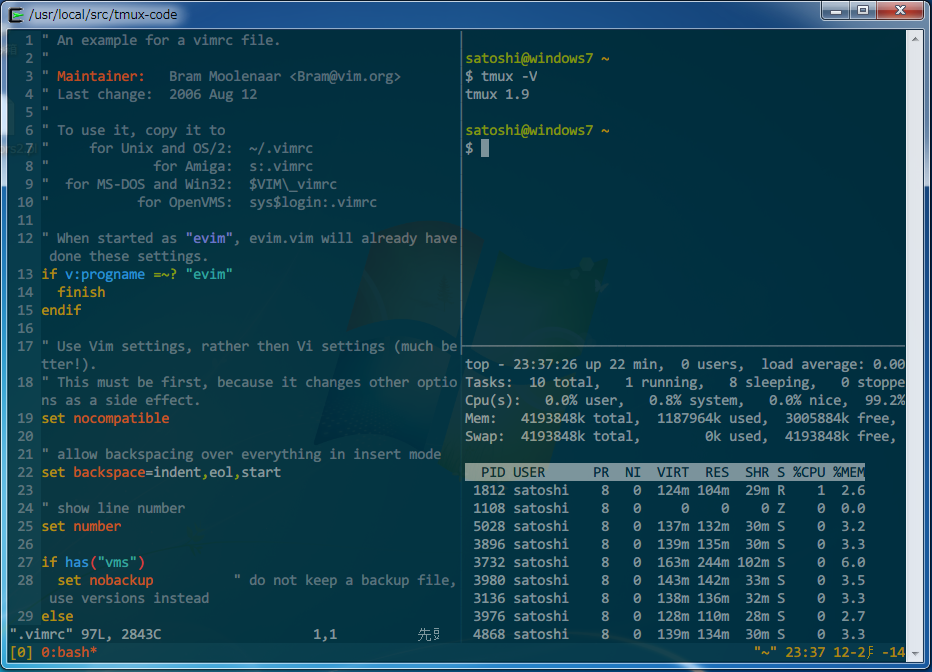 /usr/local/src/tmux-code
1 " An example for a vimrc file.
2 "
3 " Maintainer:   Bram Moolenaar <Bram@vim.org>
4 " Last change:  2006 Aug 12
5 "
6 " To use it, copy it to
7 "     for Unix and OS/2:  ~/.vimrc
8 "             for Amiga:  s:.vimrc
9 "  for MS-DOS and Win32:  $VIM\_vimrc
10 "           for OpenVMS:  sys$login:.vimrc
11
12 " When started as "evim", evim.vim will already have
done these settings.
13 if v:progname =~? "evim"
14   finish
15 endif
16
17 " Use Vim settings, rather then Vi settings (much be
tter!).
18 " This must be first, because it changes other optio
ns as a side effect.
19 set nocompatible
20
21 " allow backspacing over everything in insert mode
22 set backspace=indent,eol,start
23
24 " show line number
25 set number
26
27 if has("vms")
28   set nobackup          " do not keep a backup file,
use versions instead
29 else
".vimrc" 97L, 2843C                   1,1           先頭
satoshi@windows7 ~
$ tmux -V
tmux 1.9
satoshi@windows7 ~
$
top - 23:37:26 up 22 min,  0 users,  load average: 0.00
Tasks:  10 total,   1 running,   8 sleeping,   0 stoppe
Cpu(s):   0.0% user,   0.8% system,   0.0% nice,  99.2%
Mem:   4193848k total,  1187964k used,  3005884k free,
Swap:  4193848k total,        0k used,  4193848k free,
PID USER      PR  NI  VIRT  RES  SHR S %CPU %MEM
1812 satoshi    8   0  124m 104m  29m R    1  2.6
1108 satoshi    8   0     0    0    0 Z    0  0.0
5028 satoshi    8   0  137m 132m  30m S    0  3.2
3896 satoshi    8   0  139m 135m  30m S    0  3.3
3732 satoshi    8   0  163m 244m 102m S    0  6.0
3980 satoshi    8   0  143m 142m  33m S    0  3.5
3136 satoshi    8   0  138m 136m  32m S    0  3.3
3976 satoshi    8   0  128m 110m  28m S    0  2.7
4868 satoshi    8   0  139m 134m  30m S    0  3.3
[0] 0:bash*
"~" 23:37 12-2月 -14